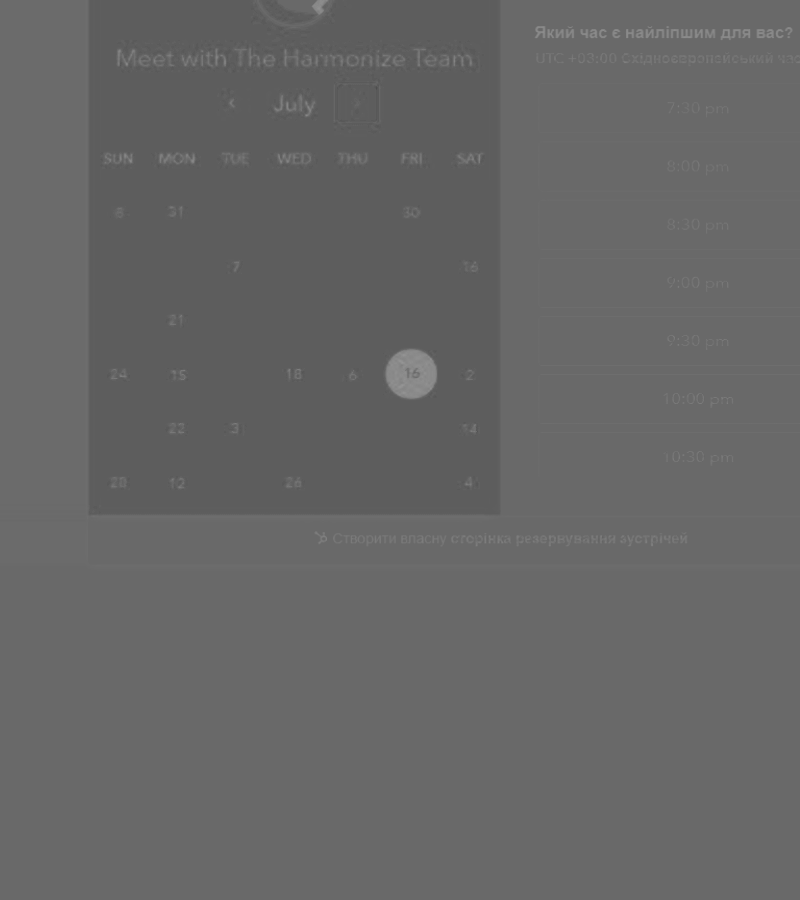 Meet with The Harmonize Team
July
SUN MON TUE WED THU FRI SAT
6 31 30
7 16
21
24 15 18 6 16 2
22 3 14
28 12 26 4
Який час є найліпшим для вас?
UTC +03:00 Східноєвропейський
7:30 pm
8:00 pm
8:30 pm
9:00 pm
9:30 pm
10:00 pm
10:30 pm
Створити власну сторінка резервування зустрічей